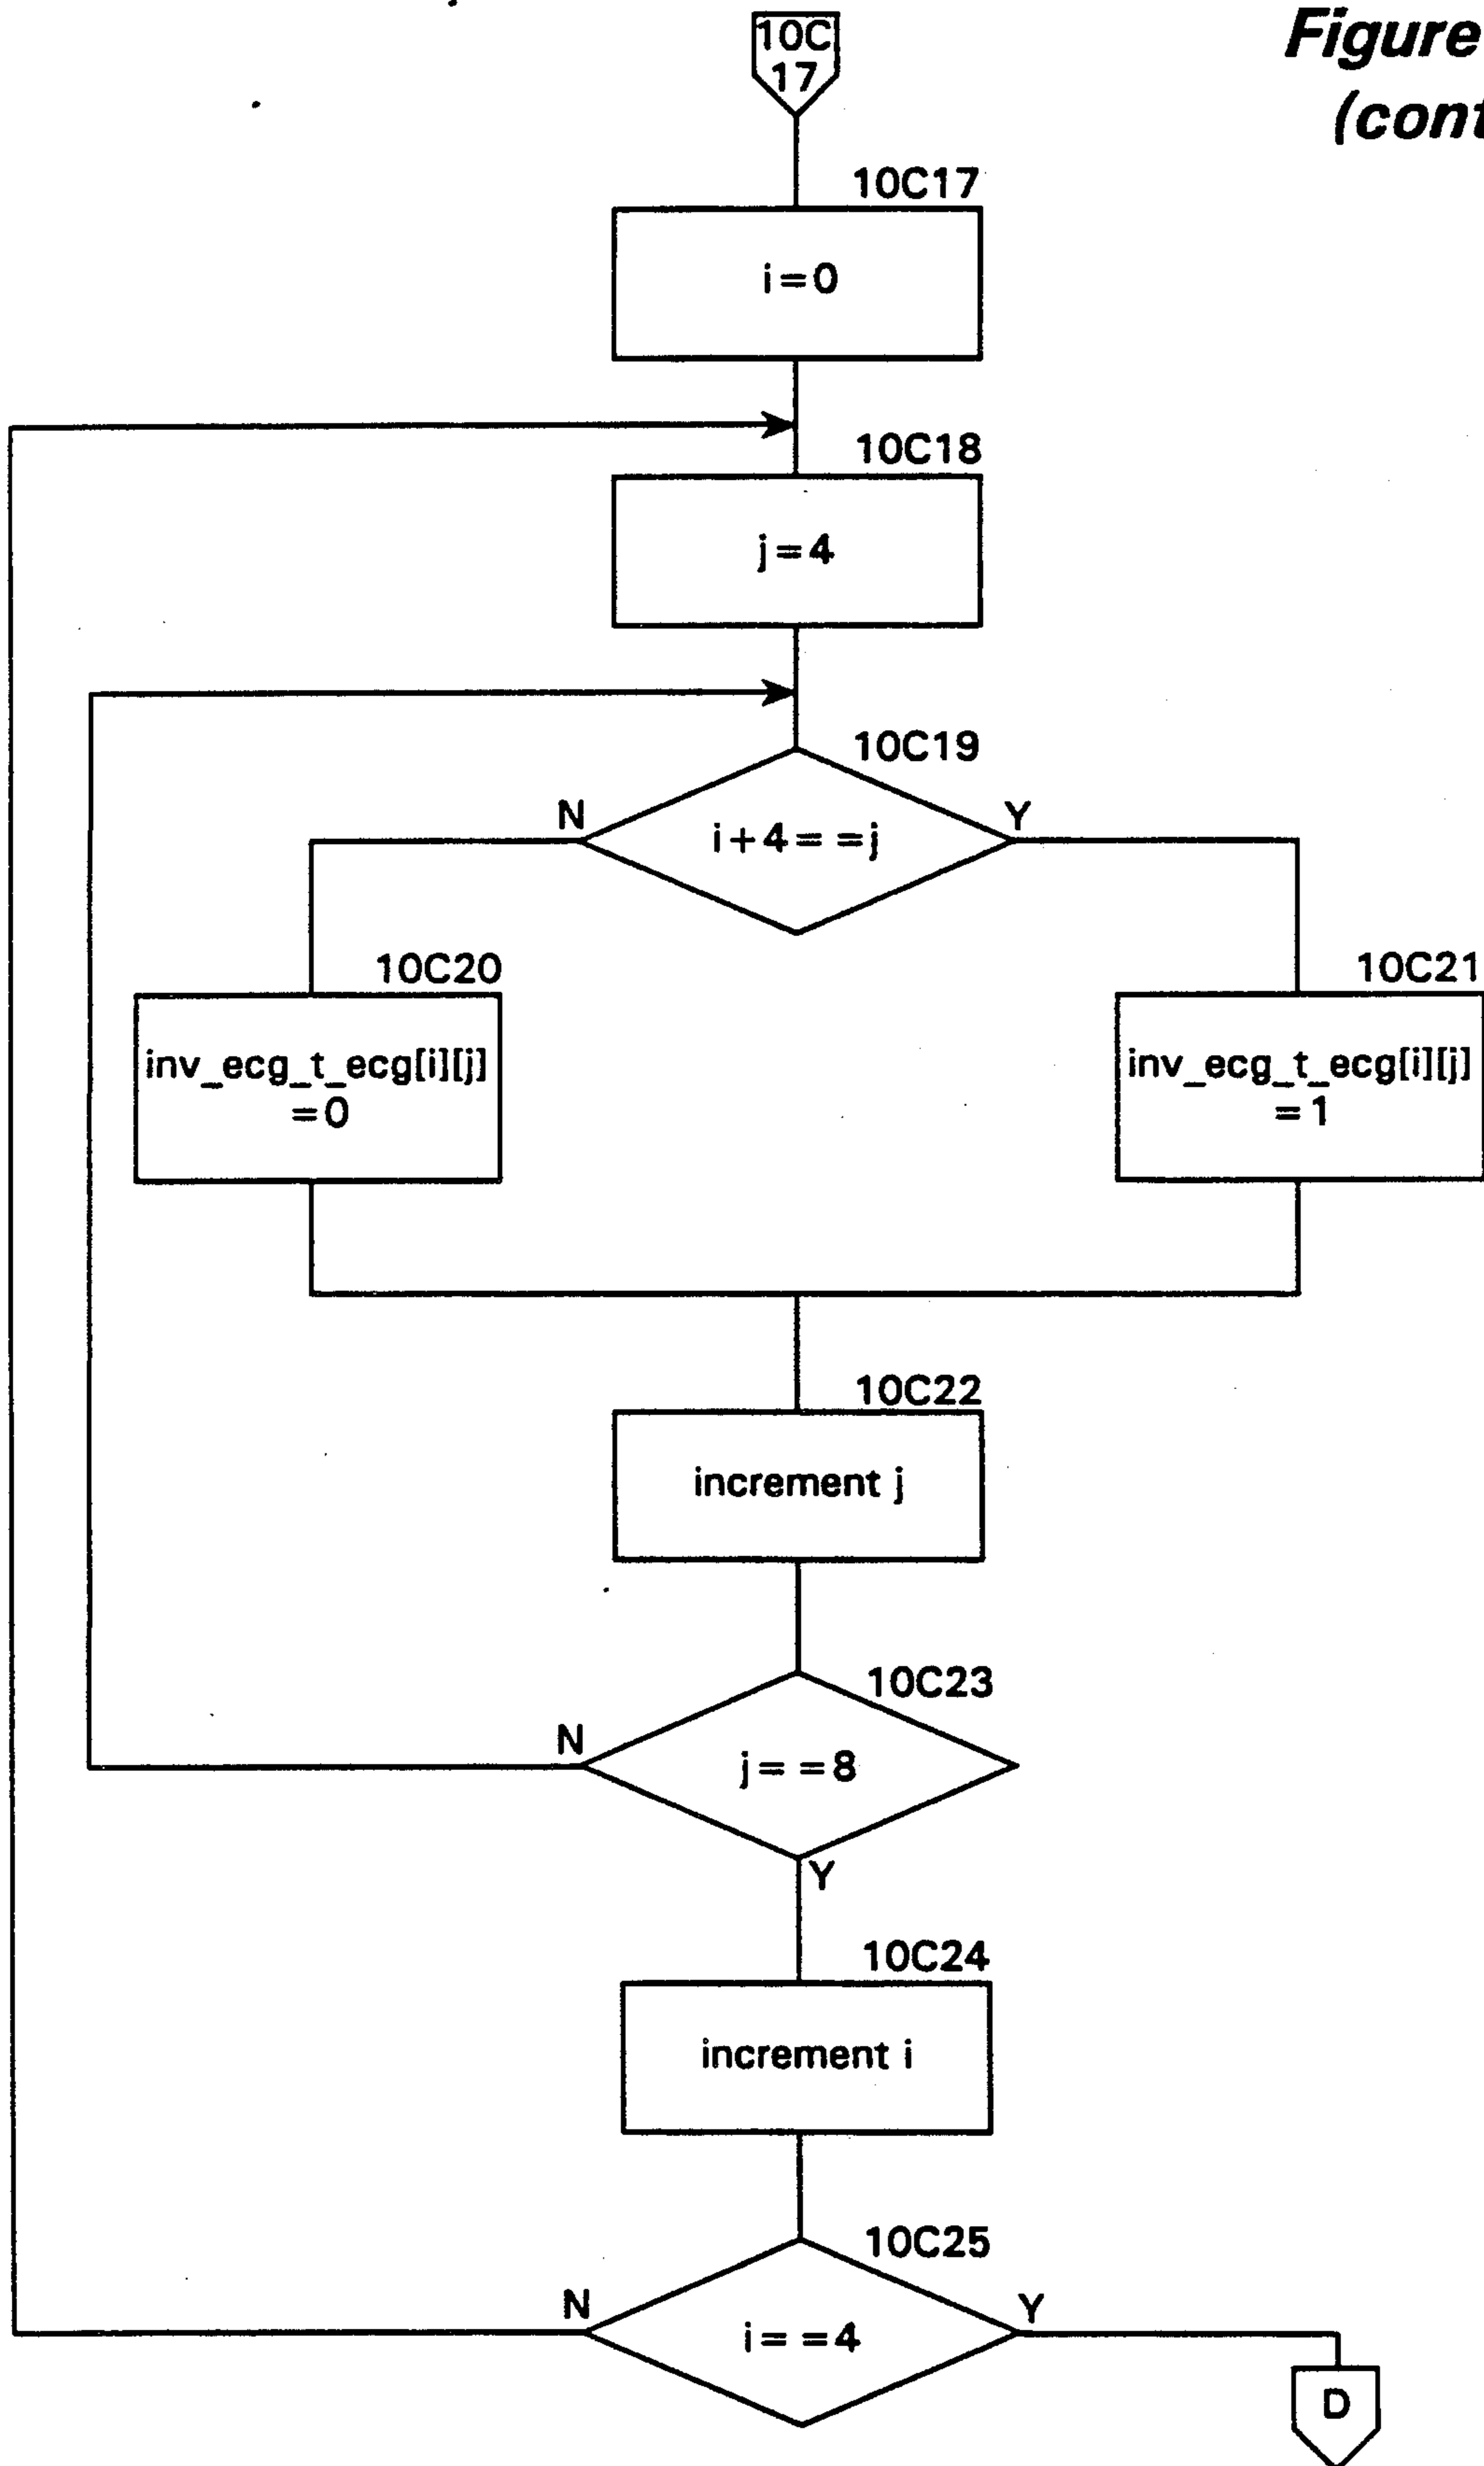 10C
17
Figure
(cont
10C17
i=0
10C18
j=4
10C19
N
Y
i+4==j
10C20
10C21
inv_ecg_t_ecg[i][j]
=0
inv_ecg_t_ecg[i][j]
=1
10C22
increment j
10C23
N
j==8
Y
10C24
increment i
10C25
N
Y
i==4
D